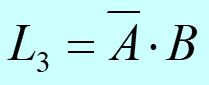 L₃ = A̅ · B